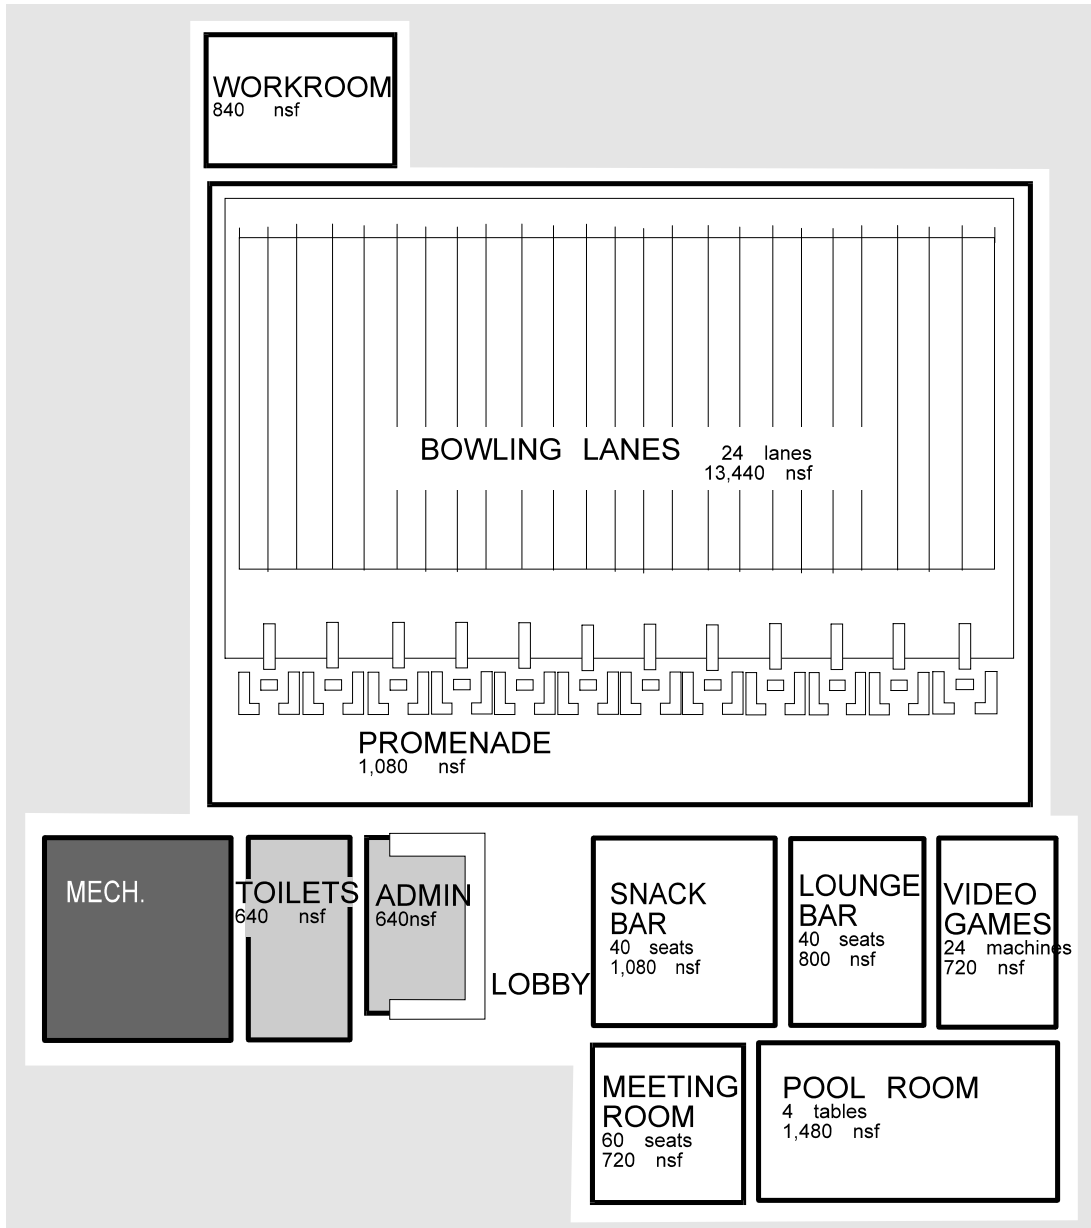 WORKROOM
840 nsf
BOWLING LANES 24 lanes
13,440 nsf
PROMENADE
1,080 nsf
MECH.
TOILETS
640 nsf
ADMIN
640nsf
LOBBY
SNACK
BAR
40 seats
1,080 nsf
LOUNGE
BAR
40 seats
800 nsf
VIDEO
GAMES
24 machines
720 nsf
MEETING
ROOM
60 seats
720 nsf
POOL ROOM
4 tables
1,480 nsf